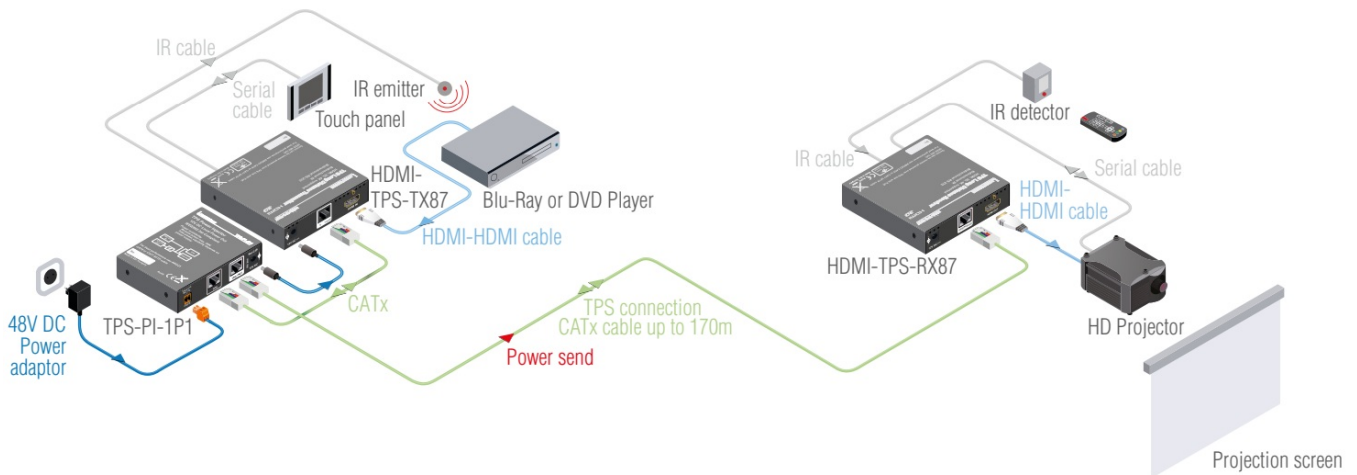 IR cable
Serial
cable
IR emitter
Touch panel
HDMI-
TPS-TX87
Blu-Ray or DVD Player
HDMI-HDMI cable
48V DC
Power
adaptor
TPS-PI-1P1
CATx
Power send
TPS connection
CATx cable up to 170m
IR detector
IR cable
Serial cable
HDMI-
HDMI cable
HDMI-TPS-RX87
HD Projector
Projection screen